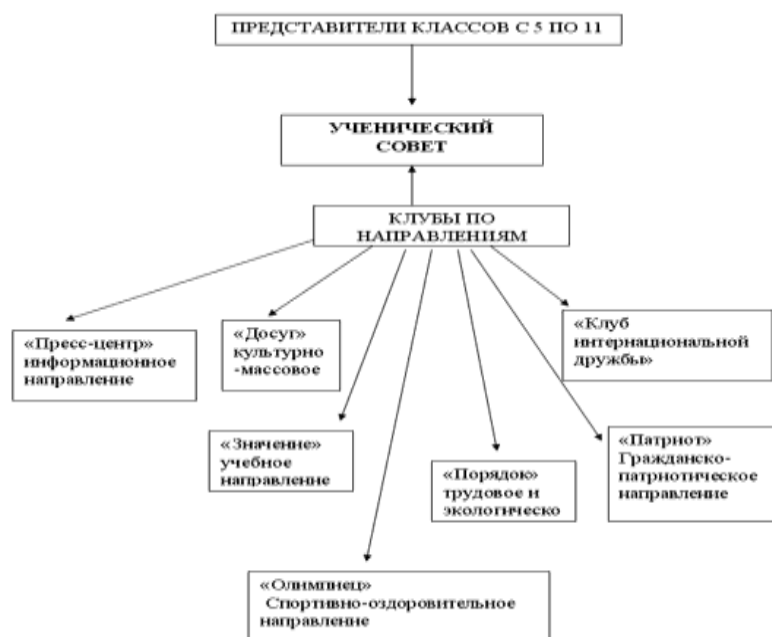 ПРЕДСТАВИТЕЛИ КЛАССОВ С 5 ПО 11
УЧЕНИЧЕСКИЙ
СОВЕТ
КЛУБЫ ПО
НАПРАВЛЕНИЯМ
«Пресс-центр»
информационное
направление
«Досуг»
культурно
-массовое
«Клуб
интернациональной
дружбы»
«Значение»
учебное
направление
«Порядок»
трудовое и
экологическо
«Патриот»
Гражданско-
патриотическое
направление
«Олимпиец»
Спортивно-оздоровительное
направление